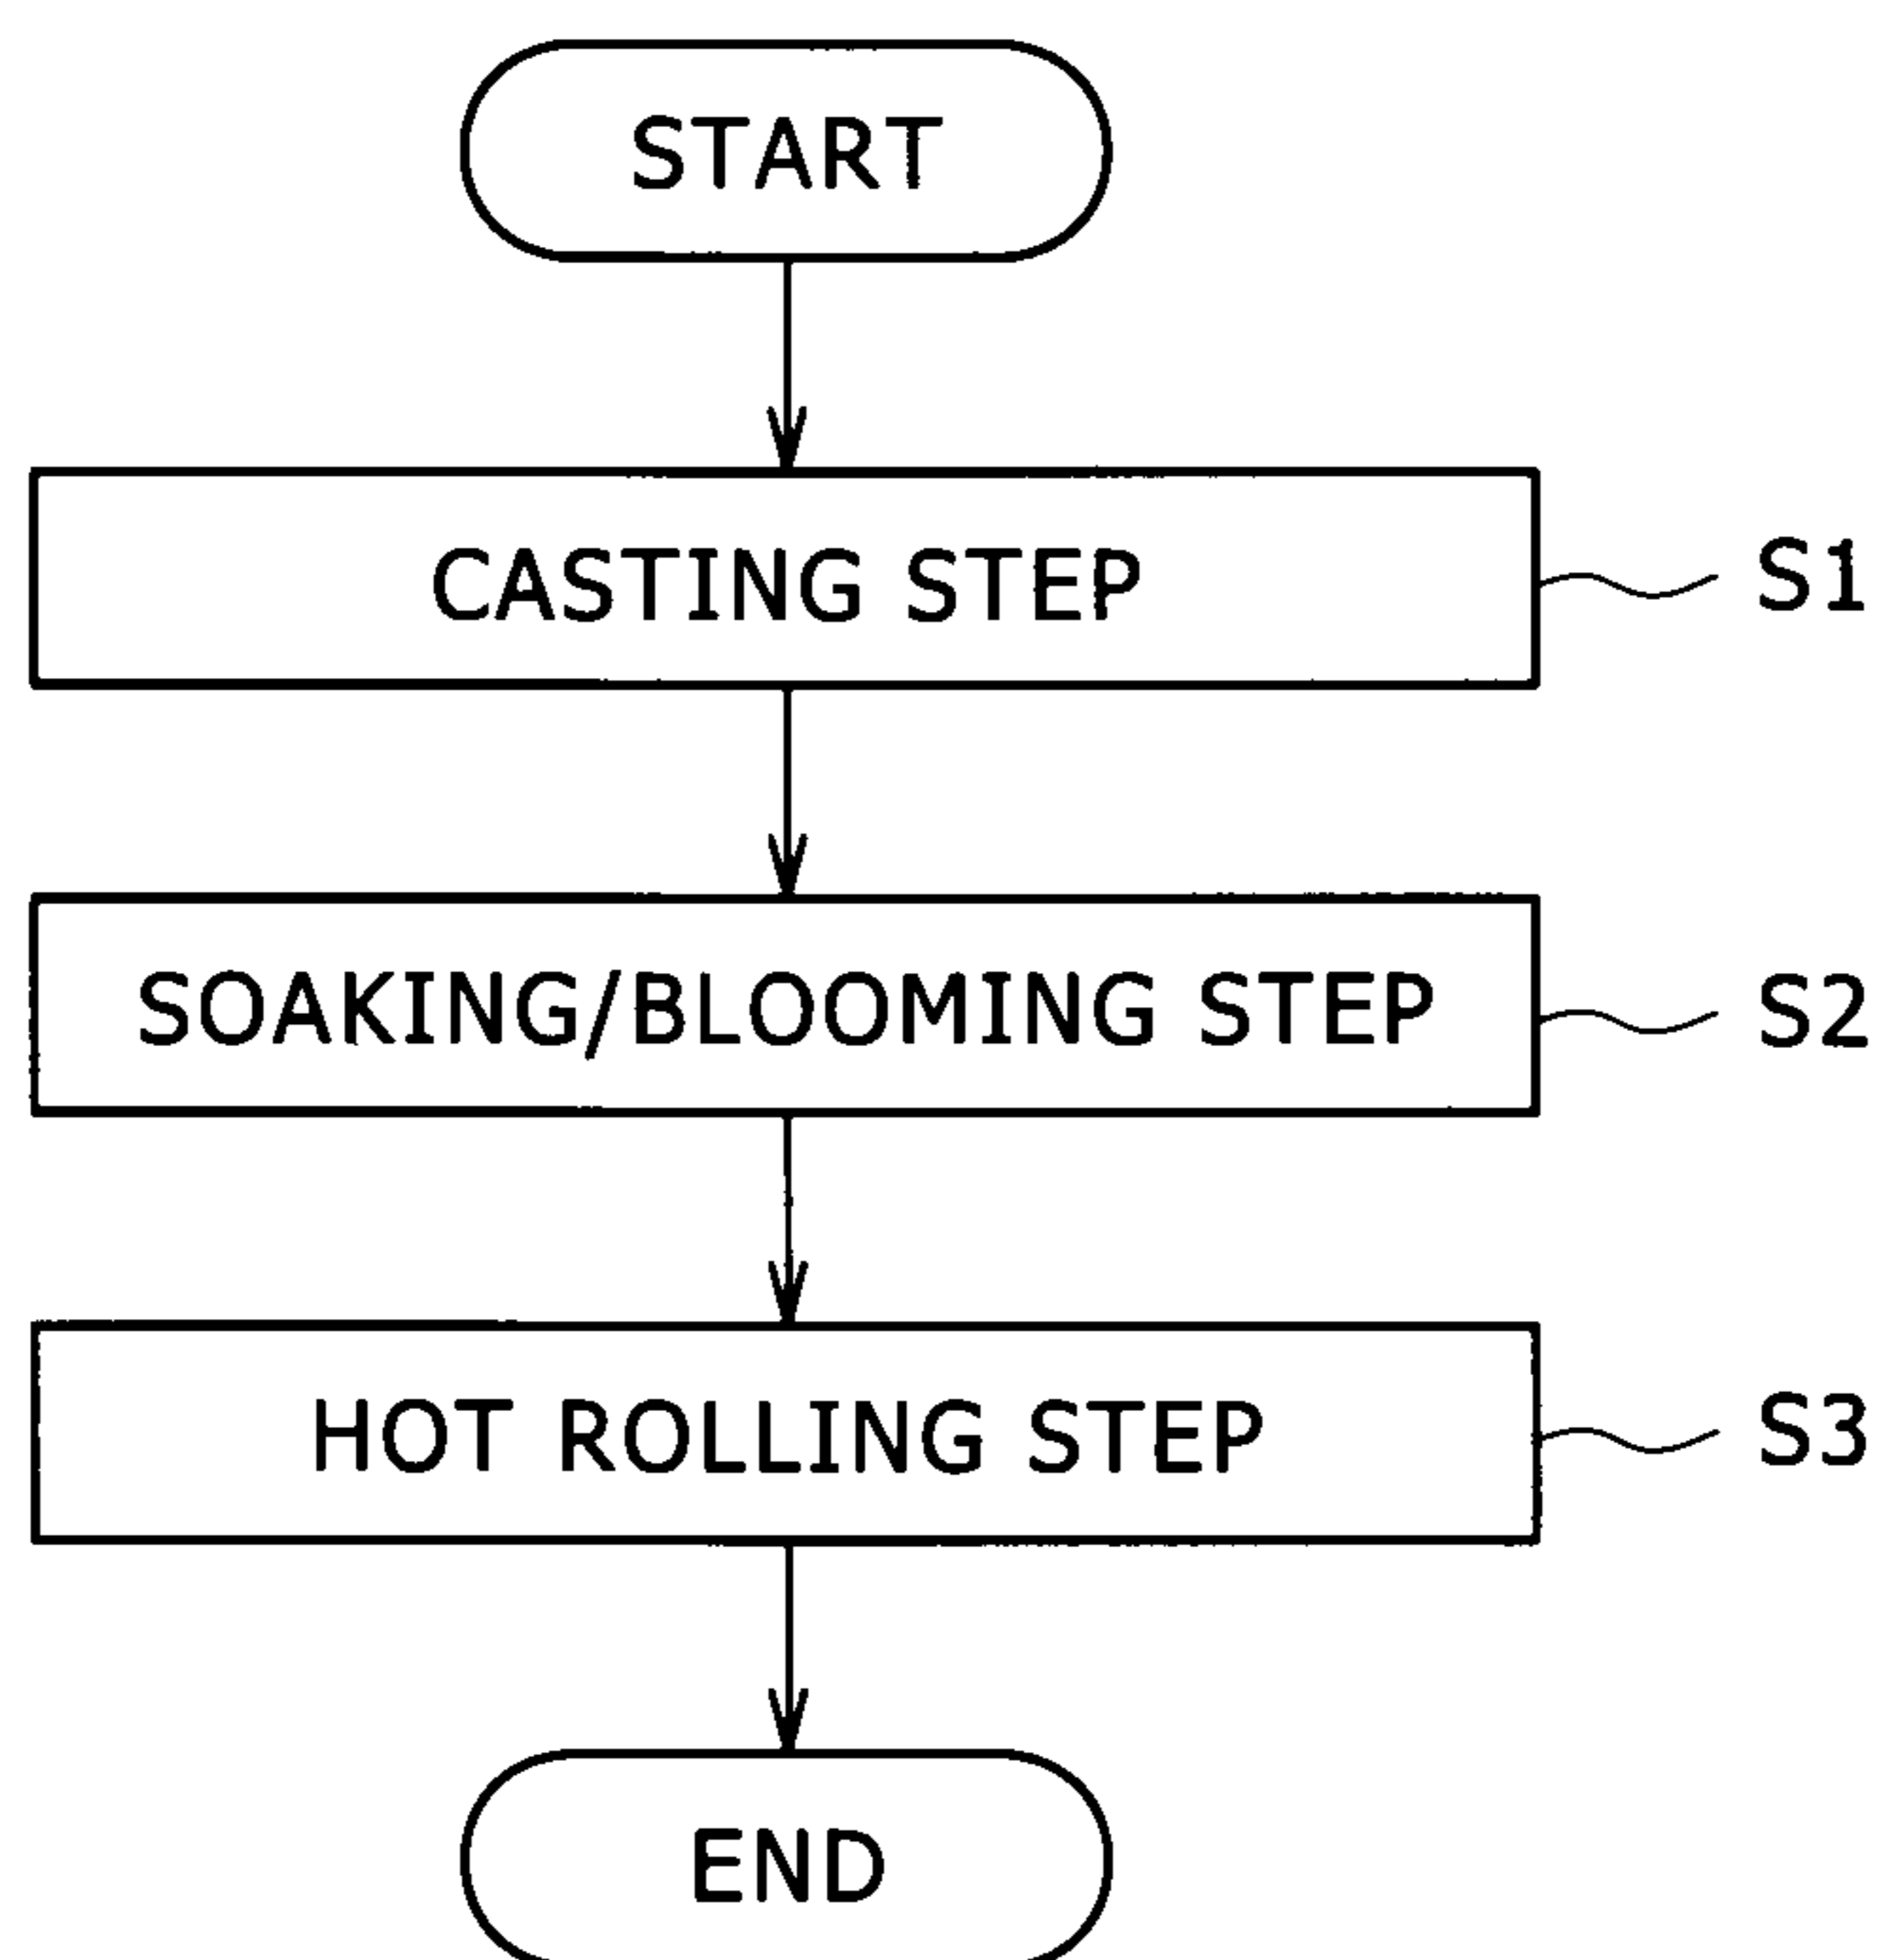 START
CASTING STEP
S1
SOAKING/BLOOMING STEP
S2
HOT ROLLING STEP
S3
END